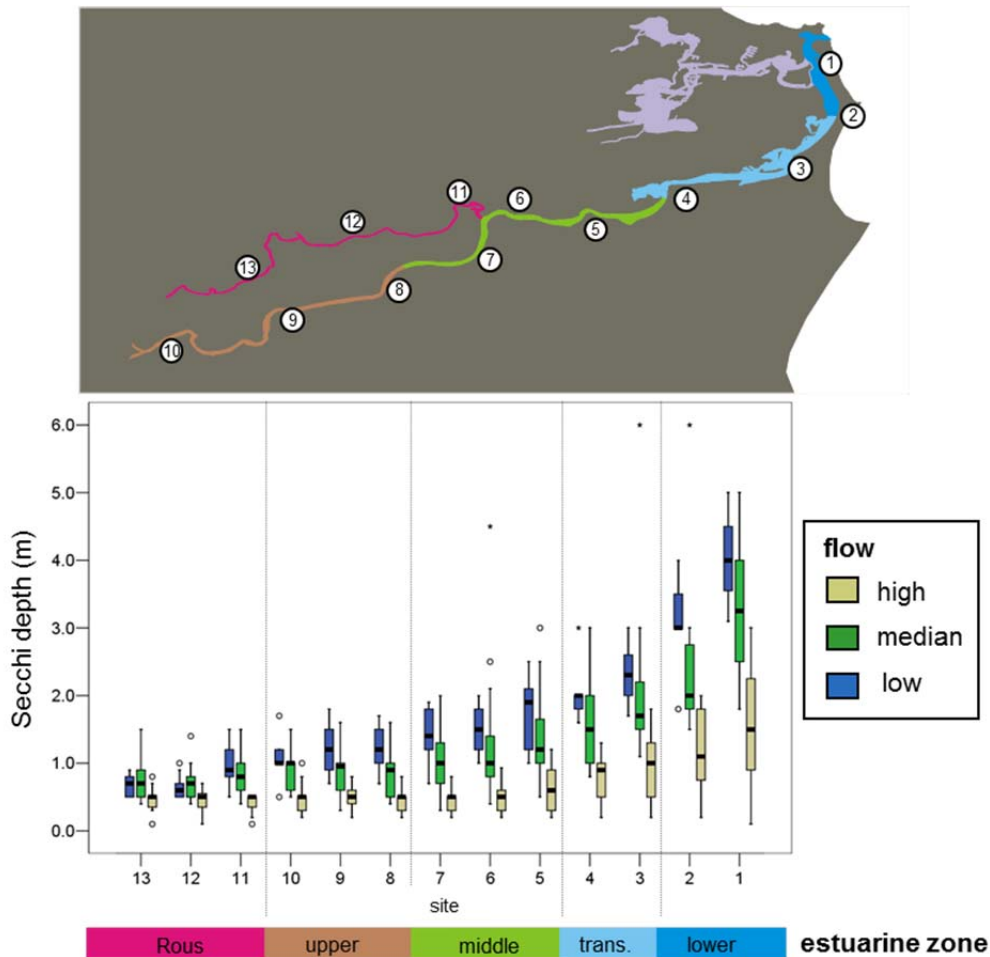 1
2
3
4
5
6
7
8
9
10
11
12
13
Secchi depth (m)
6.0
5.0
4.0
3.0
2.0
1.0
0.0
13 12 11 10 9 8 7 6 5 4 3 2 1
site
flow
high
median
low
Rous upper middle trans. lower estuarine zone